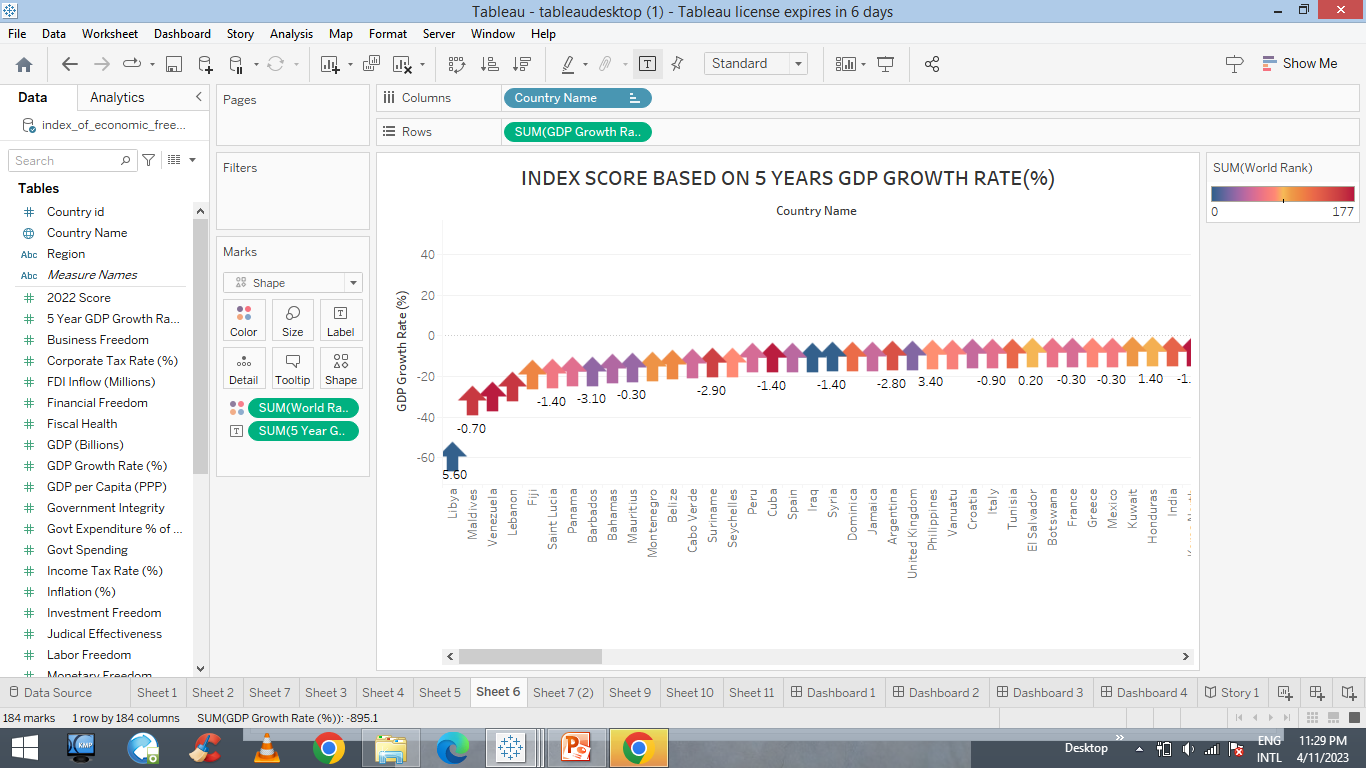 Tableau - tableaudesktop (1) - Tableau license expires in 6 days
File Data Worksheet Dashboard Story Analysis Map Format Server Window Help
Standard
Show Me
Data Analytics
index_of_economic_free...
Search
Tables
Country id
Country Name
Abc Region
Abc Measure Names
2022 Score
5 Year GDP Growth Ra...
Business Freedom
Corporate Tax Rate (%)
FDI Inflow (Millions)
Financial Freedom
Fiscal Health
GDP (Billions)
GDP Growth Rate (%)
GDP per Capita (PPP)
Government Integrity
Govt Expenditure % of ...
Govt Spending
Income Tax Rate (%)
Inflation (%)
Investment Freedom
Judical Effectiveness
Labor Freedom
Monetary Freedom
Pages
Filters
Marks
Shape
Color Size Label
Detail Tooltip Shape
SUM(World Ra..
SUM(5 Year G..
Columns Country Name
Rows SUM(GDP Growth Ra..
INDEX SCORE BASED ON 5 YEARS GDP GROWTH RATE(%)
Country Name
GDP Growth Rate (%)
40
20
0
-20
-40
-60
5.60 -0.70 -1.40 -3.10 -0.30 -2.90 -1.40 -1.40 -2.80 3.40 -0.90 0.20 -0.30 -0.30 1.40 -1.
Libya
Maldives
Venezuela
Lebanon
Fiji
Saint Lucia
Panama
Barbados
Bahamas
Mauritius
Montenegro
Belize
Cabo Verde
Suriname
Seychelles
Peru
Cuba
Spain
Iraq
Syria
Dominica
Jamaica
Argentina
United Kingdom
Philippines
Vanuatu
Croatia
Italy
Tunisia
El Salvador
Botswana
France
Greece
Mexico
Kuwait
Honduras
India
SUM(World Rank)
0 177
Data Source Sheet 1 Sheet 2 Sheet 7 Sheet 3 Sheet 4 Sheet 5 Sheet 6 Sheet 7 (2) Sheet 9 Sheet 10 Sheet 11 Dashboard 1 Dashboard 2 Dashboard 3 Dashboard 4 Story 1
184 marks 1 row by 184 columns SUM(GDP Growth Rate (%)): -895.1
KMP
Desktop
ENG
INTL
11:29 PM
4/11/2023